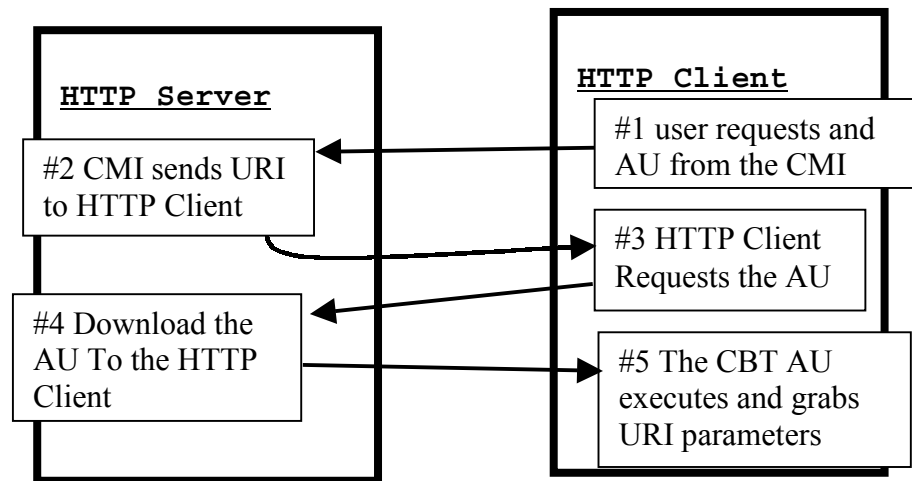 HTTP Server
HTTP Client
#1 user requests and
AU from the CMI
#2 CMI sends URI
to HTTP Client
#3 HTTP Client
Requests the AU
#4 Download the
AU To the HTTP
Client
#5 The CBT AU
executes and grabs
URI parameters